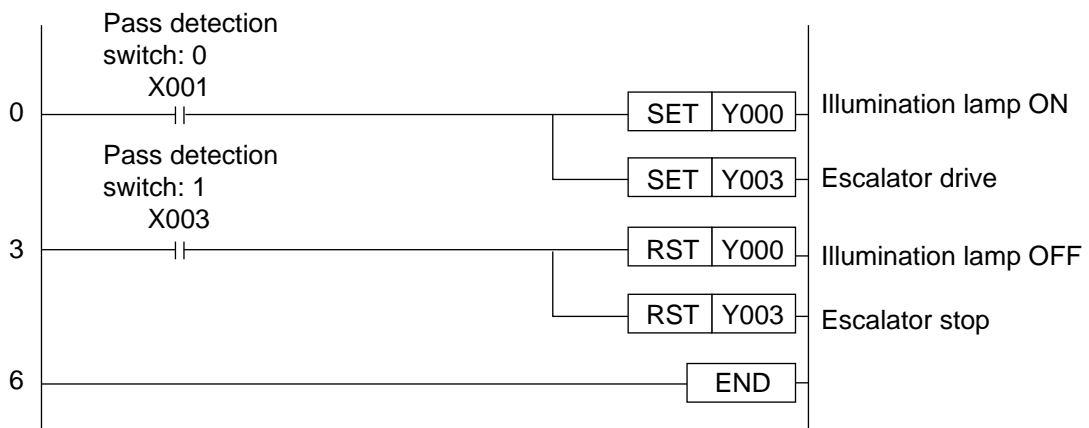 Pass detection
switch: 0
X001
0
SET Y000
Illumination lamp ON
SET Y003
Escalator drive
Pass detection
switch: 1
X003
3
RST Y000
Illumination lamp OFF
RST Y003
Escalator stop
6
END